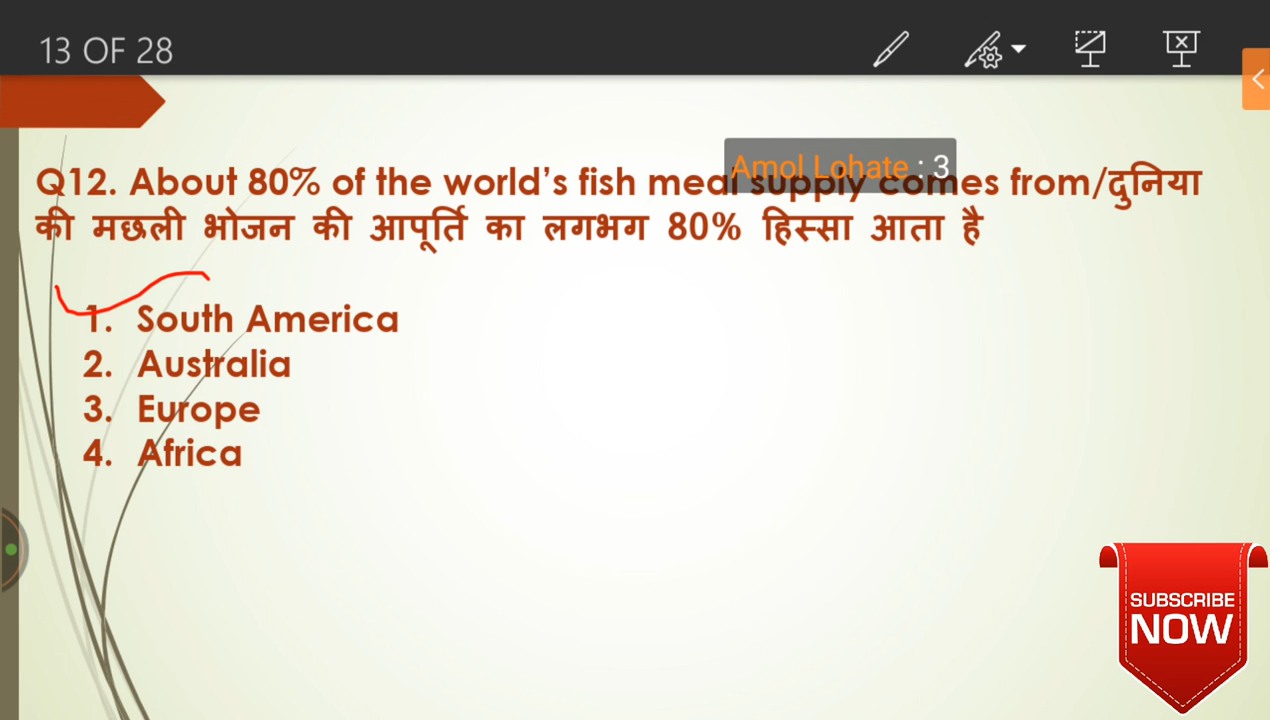 13 OF 28
Amol Lohate : 3
Q12. About 80% of the world's fish meal supply comes from/दुनिया
की मछली भोजन की आपूर्ति का लगभग 80% हिस्सा आता है
1. South America
2. Australia
3. Europe
4. Africa
SUBSCRIBE
NOW